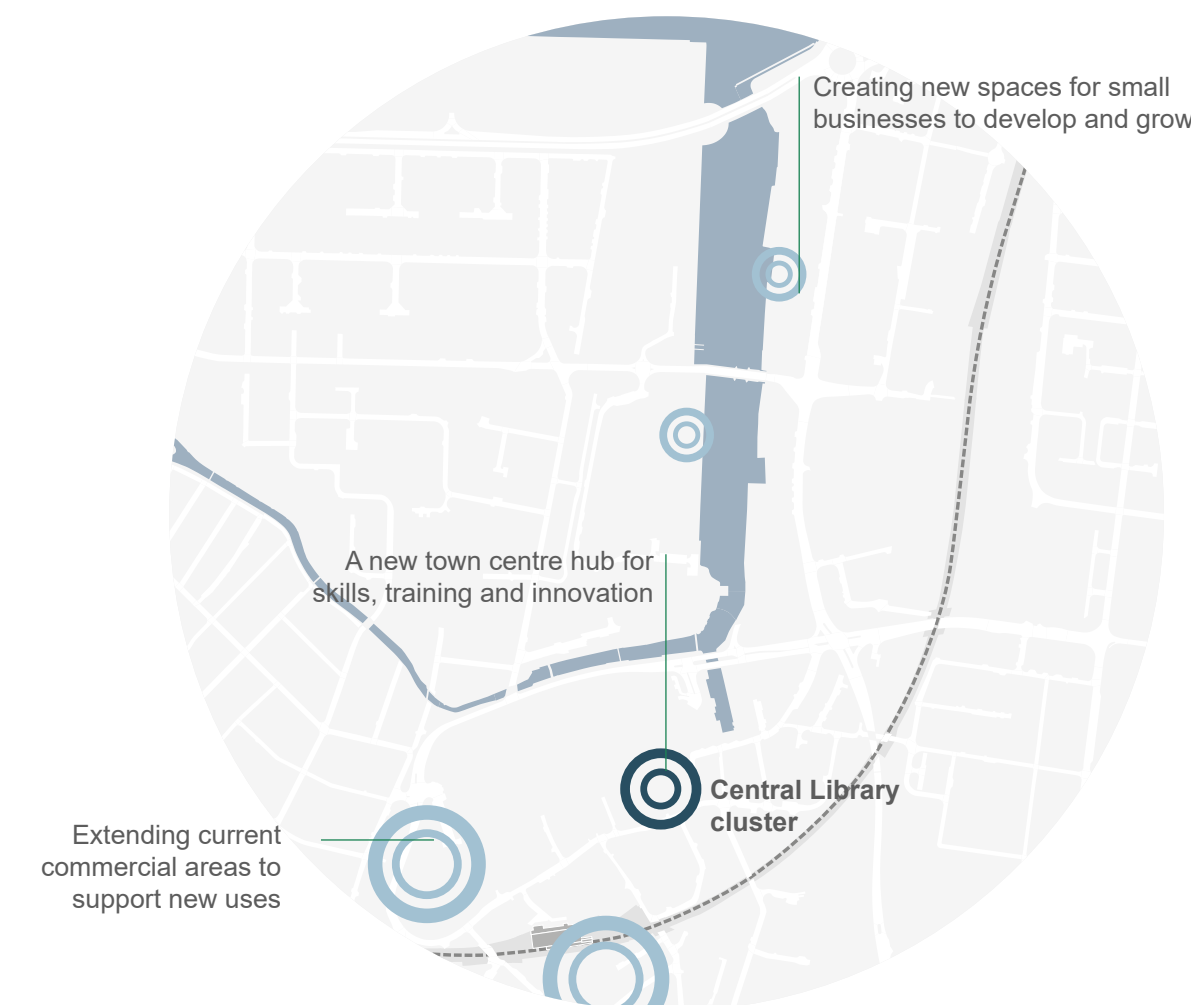 Creating new spaces for small
businesses to develop and grow
A new town centre hub for
skills, training and innovation
Central Library
cluster
Extending current
commercial areas to
support new uses